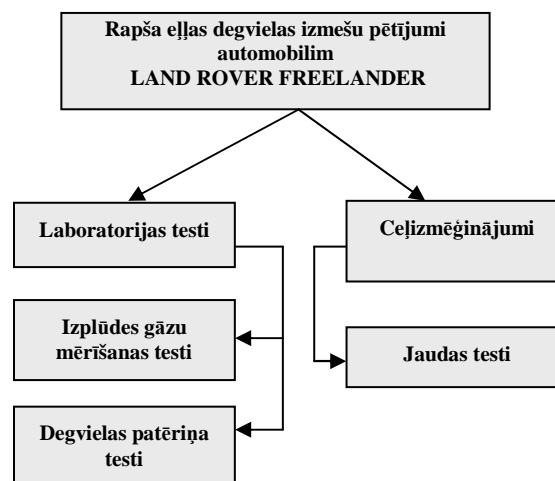 Rapša eļļas degvielas izmešu pētījumi
automobilim
LAND ROVER FREELANDER
Laboratorijas testi
Ceļizmēģinājumi
Izplūdes gāzu
mērīšanas testi
Jaudas testi
Degvielas patēriņa
testi